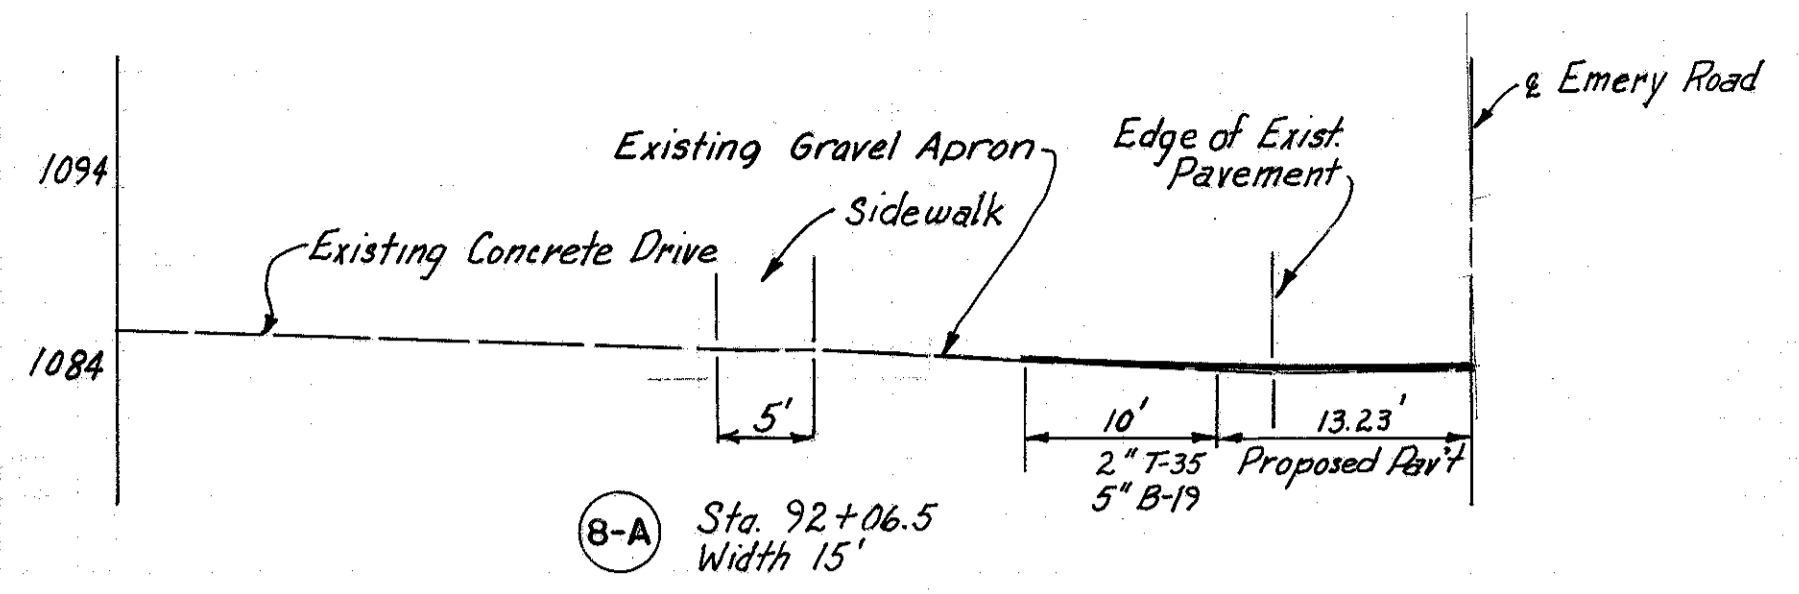 ℄ Emery Road
Existing Gravel Apron
Edge of Exist.
Pavement
1094
Sidewalk
Existing Concrete Drive
1084
5'
10'
13.23'
2" T-35
5" B-19
Proposed Pav't
8-A
Sta. 92+06.5
Width 15'